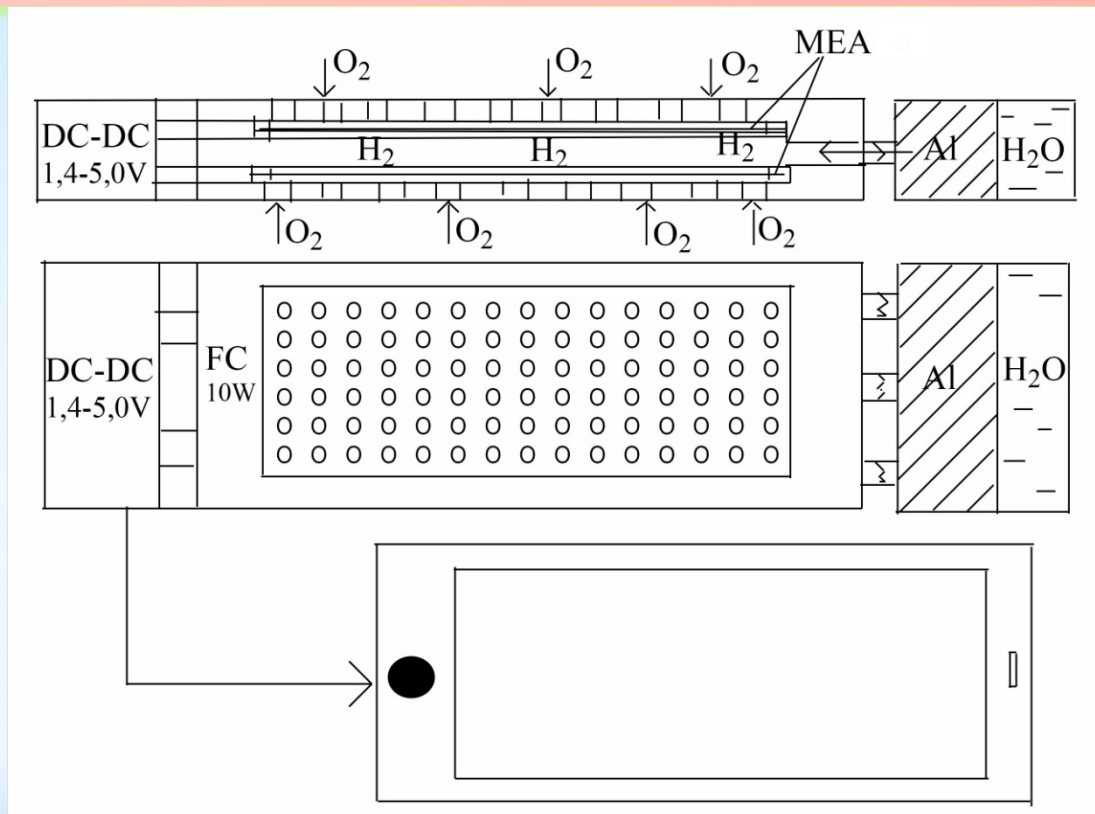 MEA
O₂ O₂ O₂
DC-DC
1,4-5,0V
H₂ H₂ H₂
Al H₂O
O₂ O₂ O₂ O₂
DC-DC
1,4-5,0V
FC
10W
Al H₂O